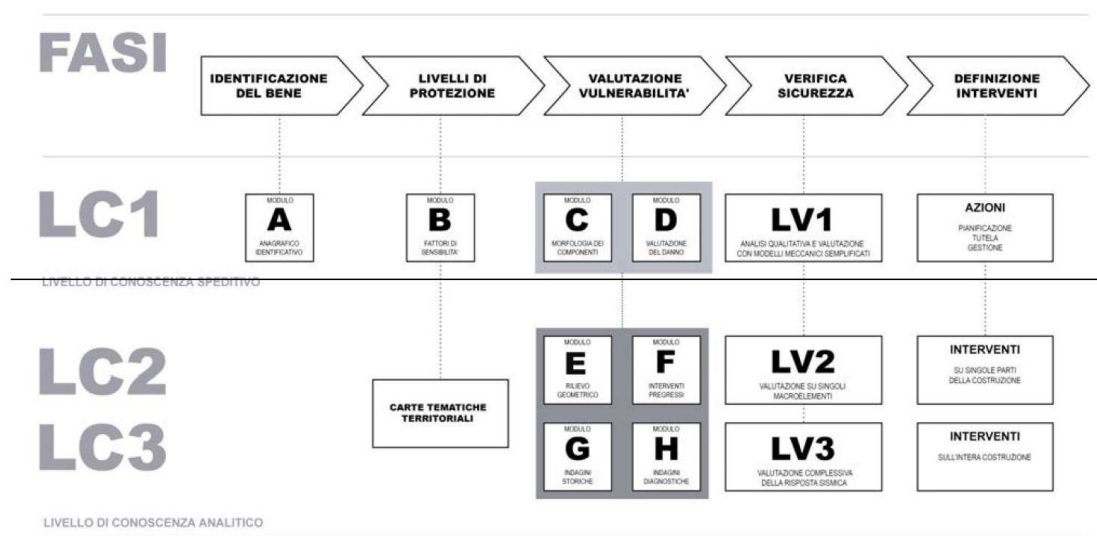 FASI
IDENTIFICAZIONE
DEL BENE
LIVELLI DI
PROTEZIONE
VALUTAZIONE
VULNERABILITA'
VERIFICA
SICUREZZA
DEFINIZIONE
INTERVENTI
LC1
MODULO
A
ANAGRAFICO
IDENTIFICATIVO
MODULO
B
FATTORI DI
SENSIBILITA'
MODULO
C
MORFOLOGIA DEI
COMPONENTI
MODULO
D
VALUTAZIONE
DEL DANNO
LV1
ANALISI QUALITATIVA E VALUTAZIONE
CON MODELLI MECCANICI SEMPLIFICATI
AZIONI
PIANIFICAZIONE
TUTELA
GESTIONE
LIVELLO DI CONOSCENZA SPEDITIVO
LC2
LC3
CARTE TEMATICHE
TERRITORIALI
MODULO
E
RILIEVO
GEOMETRICO
MODULO
F
INTERVENTI
PREGRESSI
MODULO
G
INDAGINI
STORICHE
MODULO
H
INDAGINI
DIAGNOSTICHE
LV2
VALUTAZIONE SU SINGOLI
MACROELEMENTI
LV3
VALUTAZIONE COMPLESSIVA
DELLA RISPOSTA SISMICA
INTERVENTI
SU SINGOLE PARTI
DELLA COSTRUZIONE
INTERVENTI
SULL'INTERA COSTRUZIONE
LIVELLO DI CONOSCENZA ANALITICO